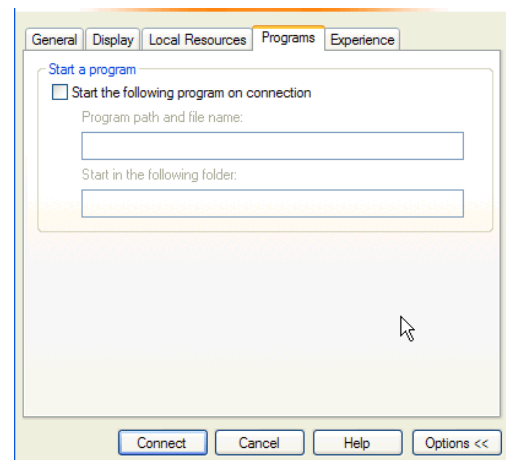 General Display Local Resources Programs Experience
Start a program
Start the following program on connection
Program path and file name:
Start in the following folder:
Connect Cancel Help Options <<